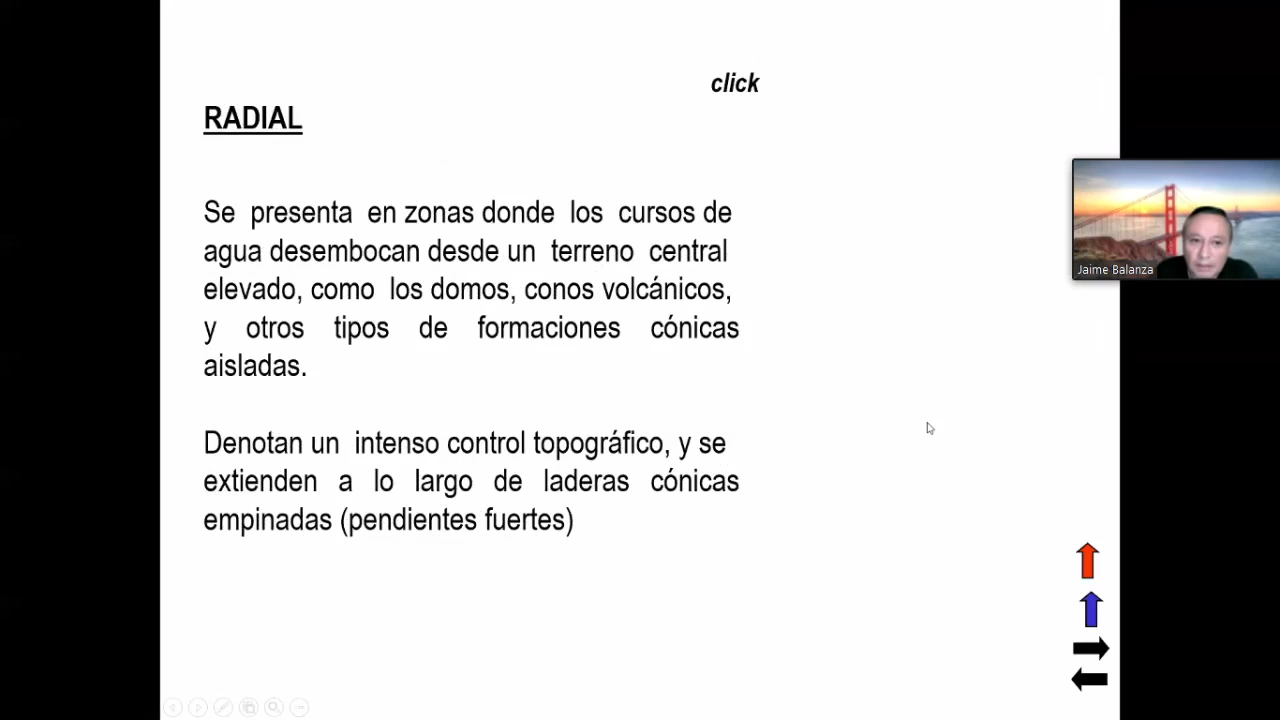 click
RADIAL
Se presenta en zonas donde los cursos de
agua desembocan desde un terreno central
elevado, como los domos, conos volcánicos,
y otros tipos de formaciones cónicas
aisladas.
Denotan un intenso control topográfico, y se
extienden a lo largo de laderas cónicas
empinadas (pendientes fuertes)
Jaime Balanza